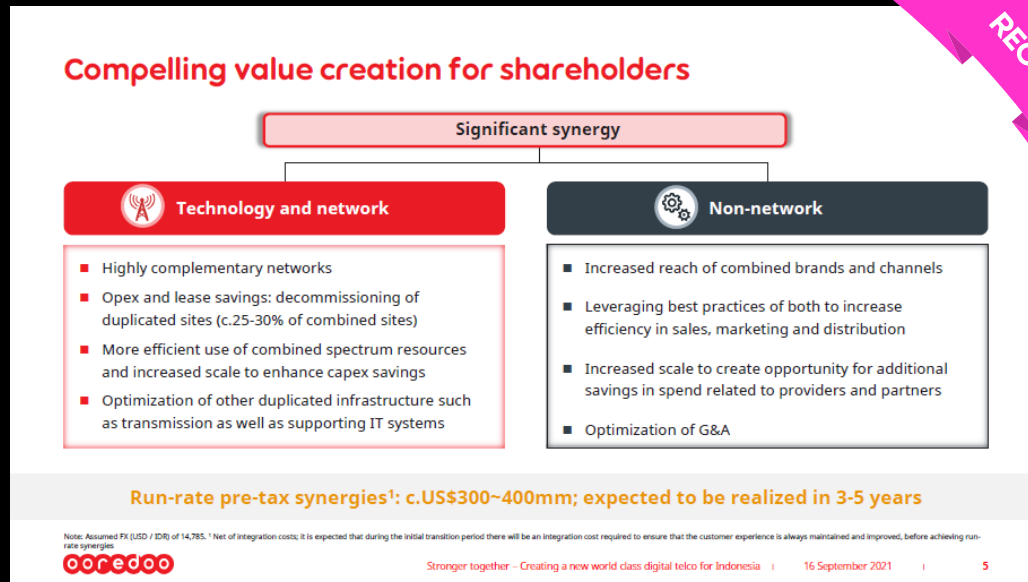 REC
Compelling value creation for shareholders
Significant synergy
Technology and network
■ Highly complementary networks
■ Opex and lease savings: decommissioning of
duplicated sites (c.25-30% of combined sites)
■ More efficient use of combined spectrum resources
and increased scale to enhance capex savings
■ Optimization of other duplicated infrastructure such
as transmission as well as supporting IT systems
Non-network
■ Increased reach of combined brands and channels
■ Leveraging best practices of both to increase
efficiency in sales, marketing and distribution
■ Increased scale to create opportunity for additional
savings in spend related to providers and partners
■ Optimization of G&A
Run-rate pre-tax synergies¹: c.US$300~400mm; expected to be realized in 3-5 years
Note: Assumed FX (USD / IDR) of 14,785. ¹ Net of integration costs; it is expected that during the initial transition period there will be an integration cost required to ensure that the customer experience is always maintained and improved, before achieving run-
rate synergies
ooredoo
Stronger together – Creating a new world class digital telco for Indonesia | 16 September 2021 | 5